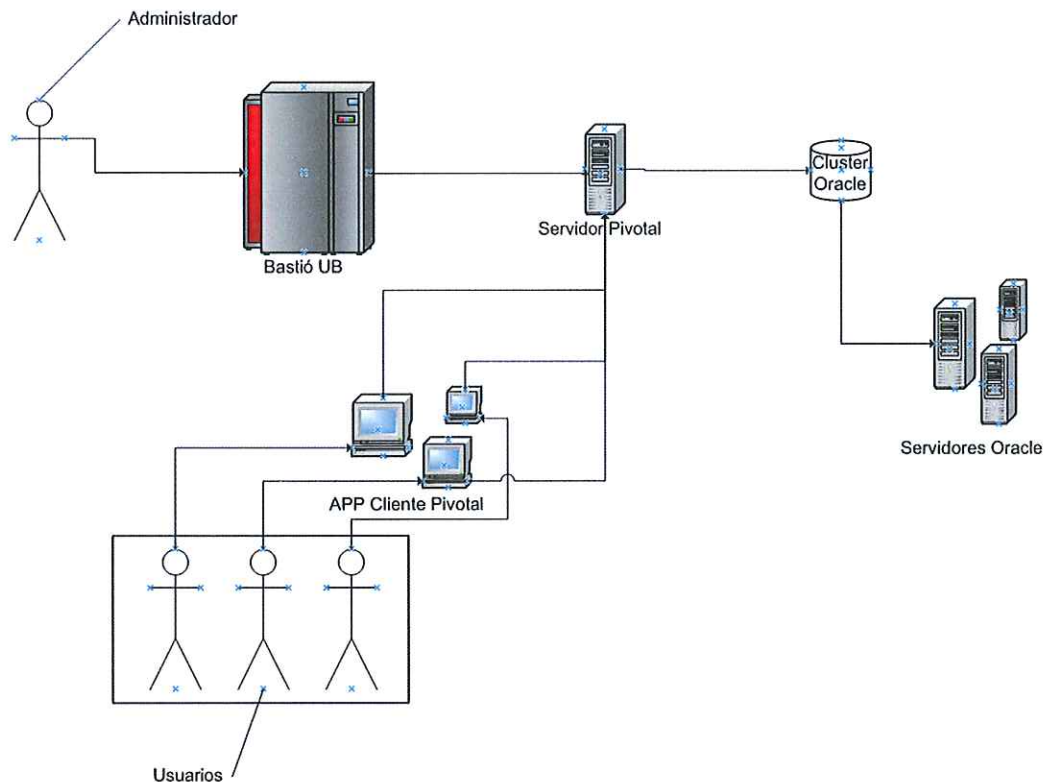 Administrador
Cluster
Oracle
Servidor Pivotal
Bastió UB
Servidores Oracle
APP Cliente Pivotal
Usuarios